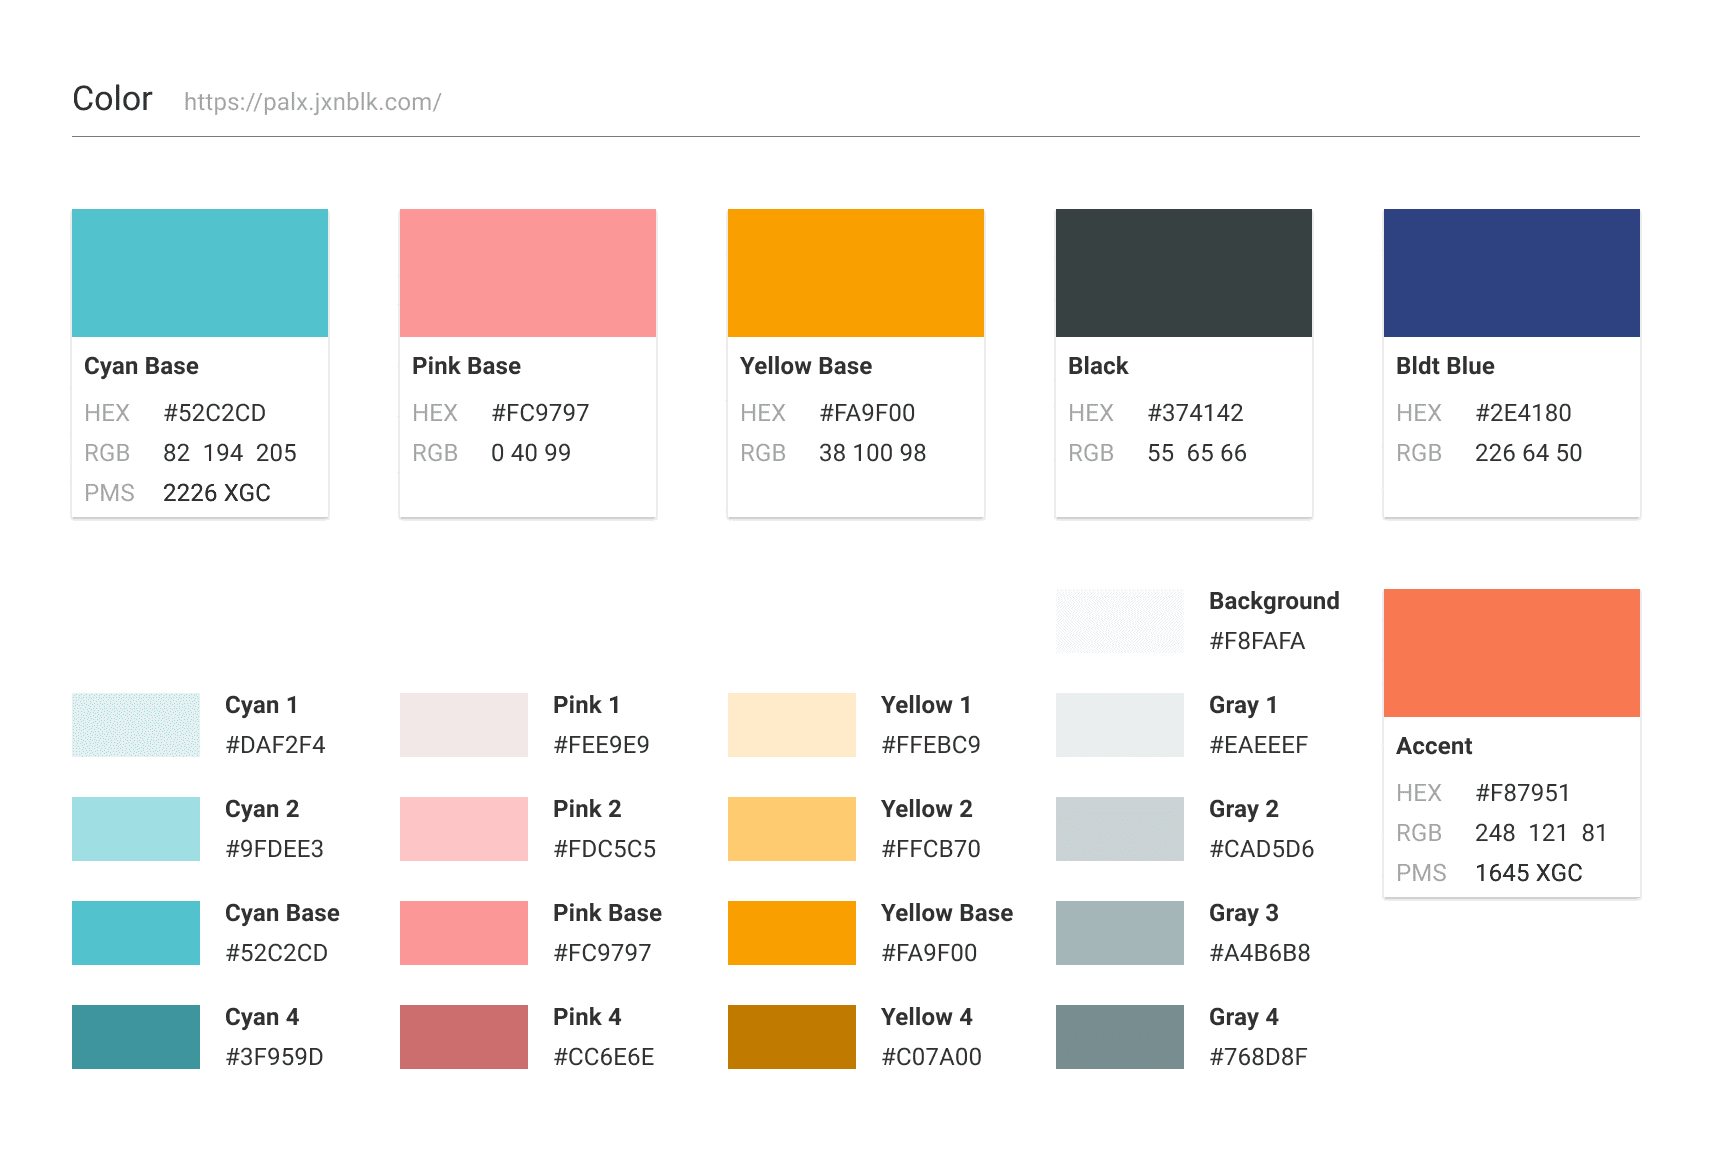 Color https://palx.jxnblk.com/
Cyan Base
HEX #52C2CD
RGB 82 194 205
PMS 2226 XGC
Pink Base
HEX #FC9797
RGB 0 40 99
Yellow Base
HEX #FA9F00
RGB 38 100 98
Black
HEX #374142
RGB 55 65 66
Bldt Blue
HEX #2E4180
RGB 226 64 50
Cyan 1
#DAF2F4
Cyan 2
#9FDEE3
Cyan Base
#52C2CD
Cyan 4
#3F959D
Pink 1
#FEE9E9
Pink 2
#FDC5C5
Pink Base
#FC9797
Pink 4
#CC6E6E
Yellow 1
#FFEBC9
Yellow 2
#FFCB70
Yellow Base
#FA9F00
Yellow 4
#C07A00
Background
#F8FAFA
Gray 1
#EAEEEF
Gray 2
#CAD5D6
Gray 3
#A4B6B8
Gray 4
#768D8F
Accent
HEX #F87951
RGB 248 121 81
PMS 1645 XGC